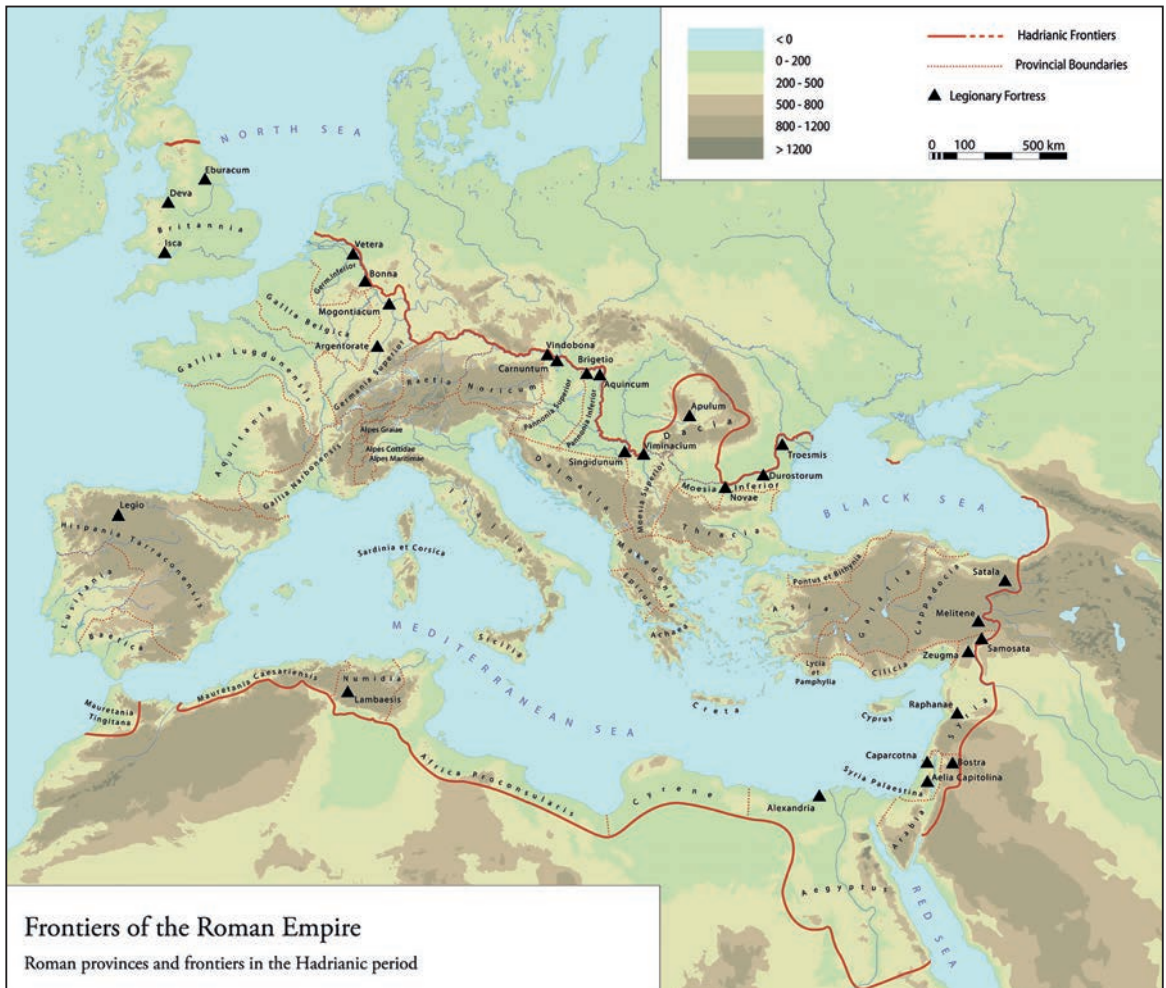 < 0
0 - 200
200 - 500
500 - 800
800 - 1200
> 1200
Hadrianic Frontiers
Provincial Boundaries
Legionary Fortress
0 100 500 km
NORTH SEA
Eburacum
Deva
Britannia
Isca
Vetera
Germ.Inferior
Bonna
Mogontiacum
Gallia Belgica
Argentorate
Gallia Lugdunensis
Germania Superior
Raetia
Noricum
Vindobona
Carnuntum
Brigetio
Aquincum
Pannonia Superior
Pannonia Inferior
Apulum
Dacia
Aquitania
Alpes Graiae
Alpes Cottidae
Alpes Maritimae
Gallia Narbonensis
Singidunum
Viminacium
Troesmis
Durostorum
Moesia Inferior
Novae
Moesia Superior
Dalmatia
Italia
Thracia
BLACK SEA
Legio
Hispania Tarraconensis
Lusitania
Baetica
Sardinia et Corsica
Makedonia
Epirus
Achaea
Pontus et Bithynia
Asia
Galatia
Cappadocia
Satala
Melitene
Samosata
Zeugma
Lycia
et
Pamphylia
Cilicia
Sicilia
MEDITERRANEAN SEA
Creta
Cyprus
Raphanae
Syria
Mauretania
Tingitana
Mauretania Caesariensis
Numidia
Lambaesis
Africa Proconsularis
Cyrene
Alexandria
Caparcotna
Bostra
Syria Palaestina
Aelia Capitolina
Arabia
Aegyptus
RED SEA
Frontiers of the Roman Empire
Roman provinces and frontiers in the Hadrianic period